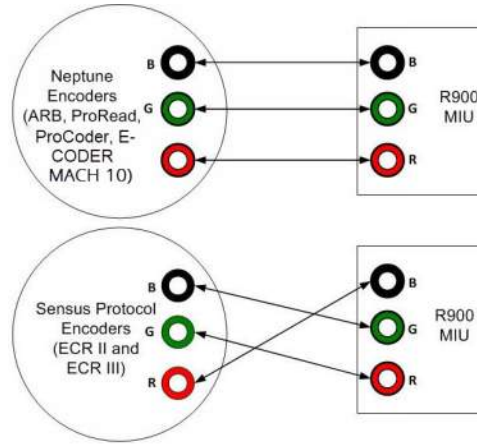 Neptune
Encoders
(ARB, ProRead,
ProCoder, E-
CODER
MACH 10)
B
G
R
B
G
R
R900
MIU
Sensus Protocol
Encoders
(ECR II and
ECR III)
B
G
R
B
G
R
R900
MIU